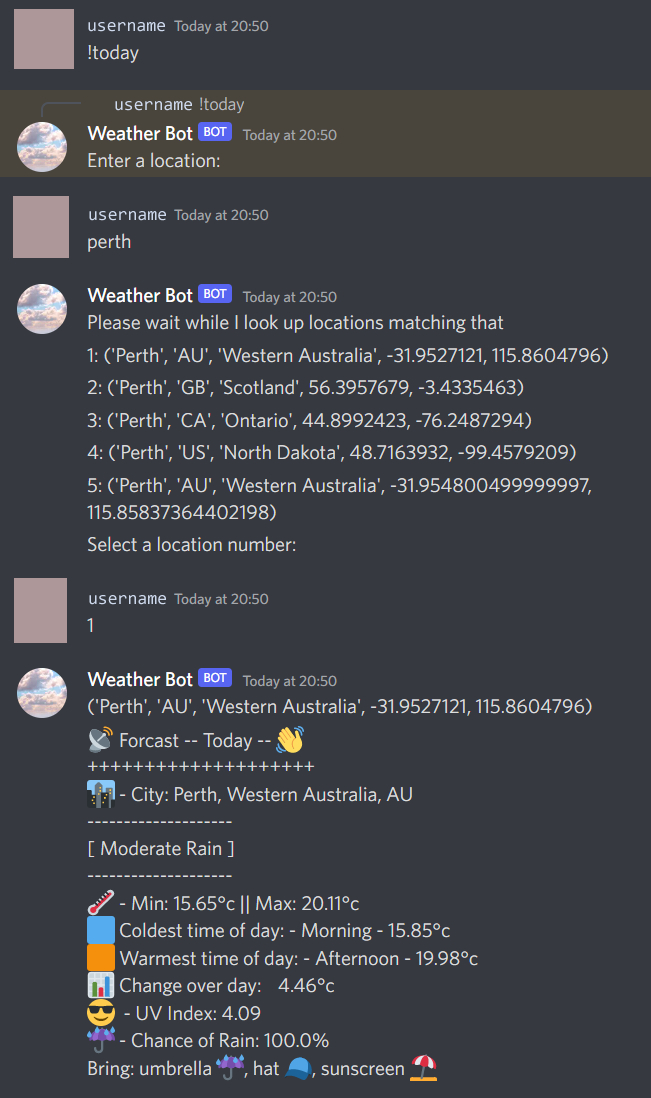 username Today at 20:50
!today
username !today
Weather Bot BOT Today at 20:50
Enter a location:
username Today at 20:50
perth
Weather Bot BOT Today at 20:50
Please wait while I look up locations matching that
1: ('Perth', 'AU', 'Western Australia', -31.9527121, 115.8604796)
2: ('Perth', 'GB', 'Scotland', 56.3957679, -3.4335463)
3: ('Perth', 'CA', 'Ontario', 44.8992423, -76.2487294)
4: ('Perth', 'US', 'North Dakota', 48.7163932, -99.4579209)
5: ('Perth', 'AU', 'Western Australia', -31.954800499999997,
115.85837364402198)
Select a location number:
username Today at 20:50
1
Weather Bot BOT Today at 20:50
('Perth', 'AU', 'Western Australia', -31.9527121, 115.8604796)
📡 Forcast -- Today -- 👋
++++++++++++++++++++
🏙️ - City: Perth, Western Australia, AU
--------------------
[ Moderate Rain ]
--------------------
🌡️ - Min: 15.65°c || Max: 20.11°c
🟦 Coldest time of day: - Morning - 15.85°c
🟧 Warmest time of day: - Afternoon - 19.98°c
📊 Change over day: 4.46°c
😎 - UV Index: 4.09
☔ - Chance of Rain: 100.0%
Bring: umbrella ☔, hat 🧢, sunscreen ⛱️